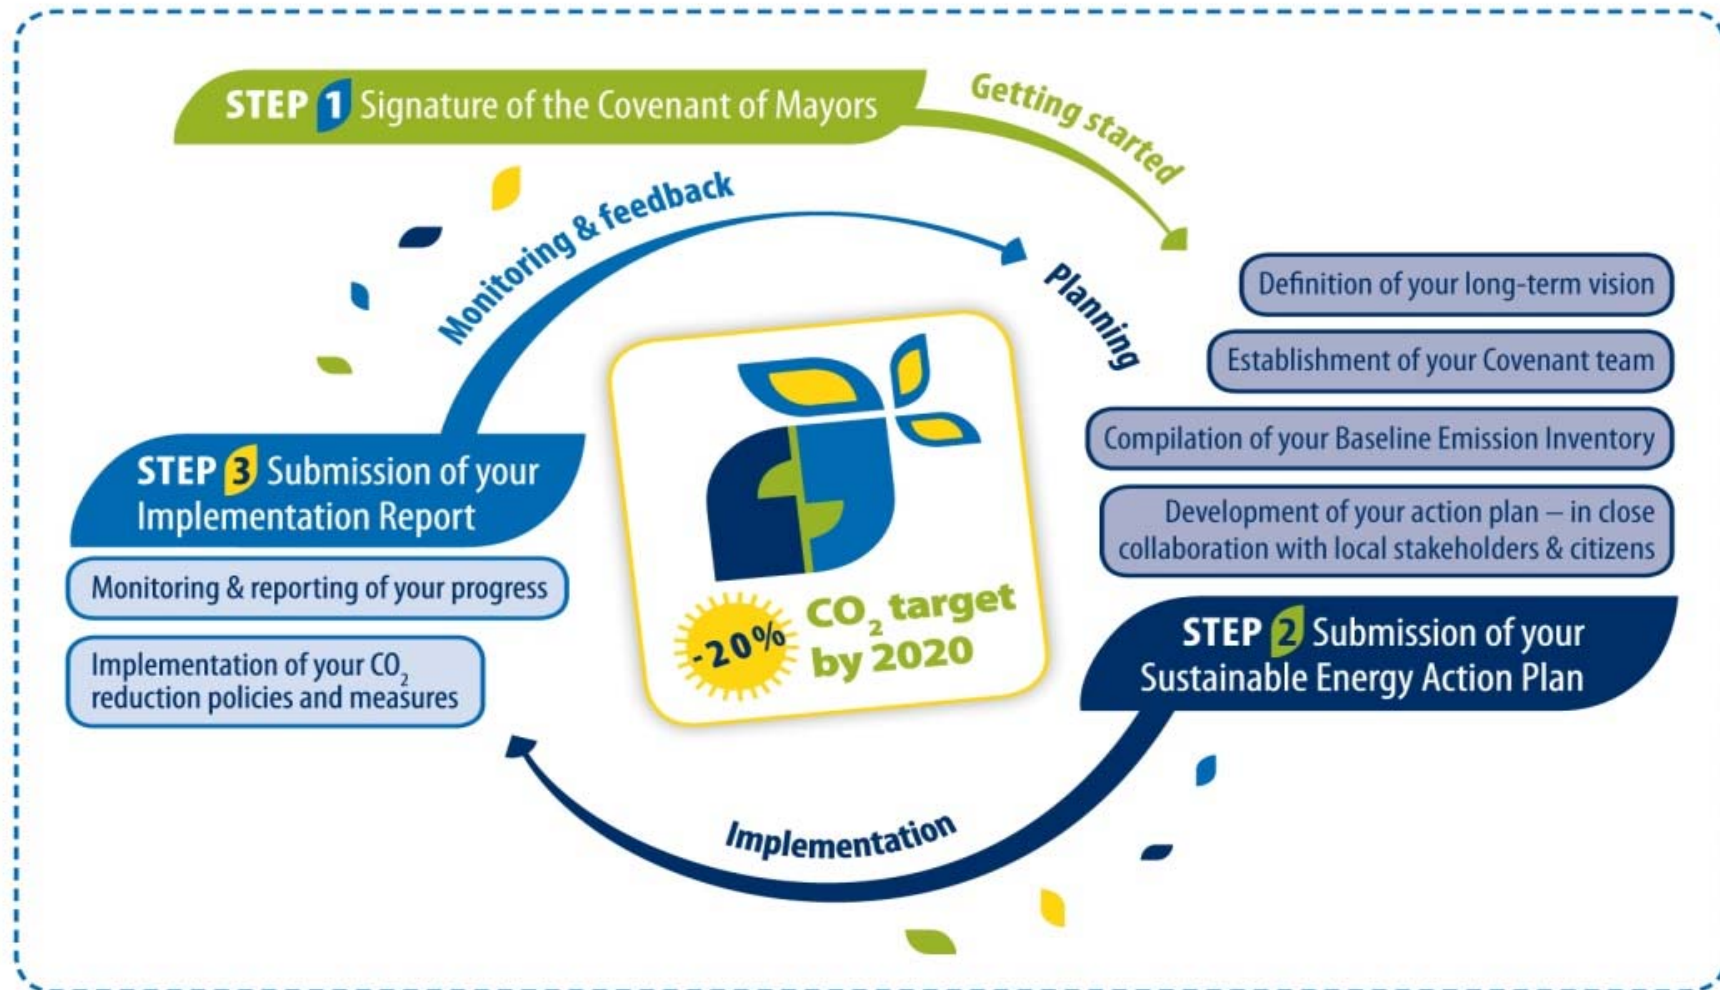 STEP 1 Signature of the Covenant of Mayors
Getting started
Monitoring & feedback
Planning
Definition of your long-term vision
Establishment of your Covenant team
Compilation of your Baseline Emission Inventory
Development of your action plan – in close
collaboration with local stakeholders & citizens
STEP 2 Submission of your
Sustainable Energy Action Plan
Implementation
STEP 3 Submission of your
Implementation Report
Monitoring & reporting of your progress
Implementation of your CO₂
reduction policies and measures
-20%
CO₂ target
by 2020